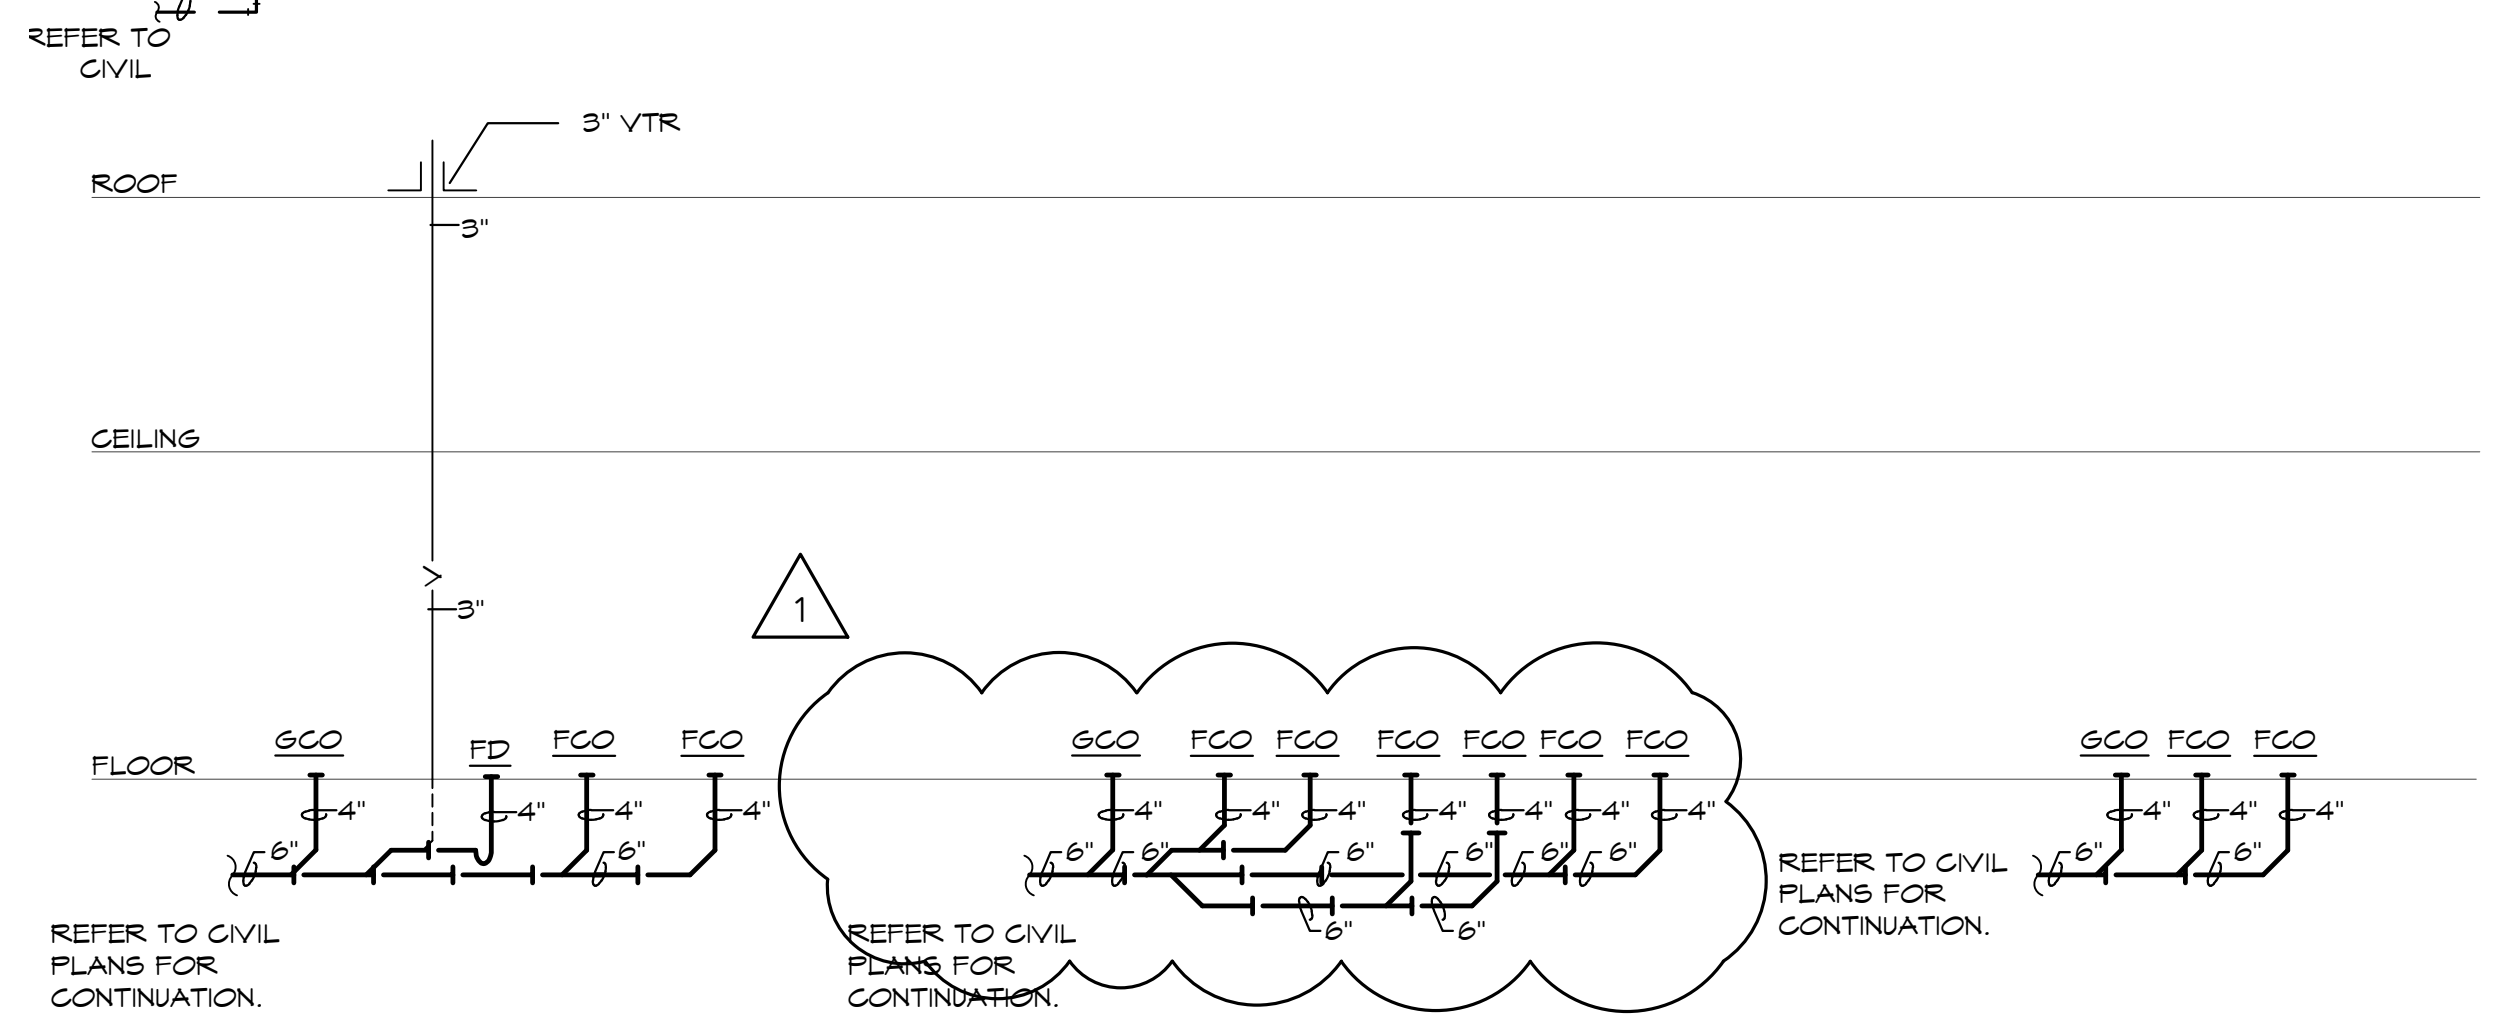 REFER TO
CIVIL
3" VTR
ROOF
3"
CEILING
3"
1
GCO
FD
FCO
FCO
GCO
FCO
FCO
FCO
FCO
FCO
FCO
GCO
FCO
FCO
FLOOR
4"
4"
4"
4"
4"
4"
4"
4"
4"
4"
4"
4"
4"
4"
6"
6"
6"
6"
6"
6"
6"
6"
6"
6"
6"
6"
REFER TO CIVIL
PLANS FOR
CONTINUATION.
REFER TO CIVIL
PLANS FOR
CONTINUATION.
REFER TO CIVIL
PLANS FOR
CONTINUATION.